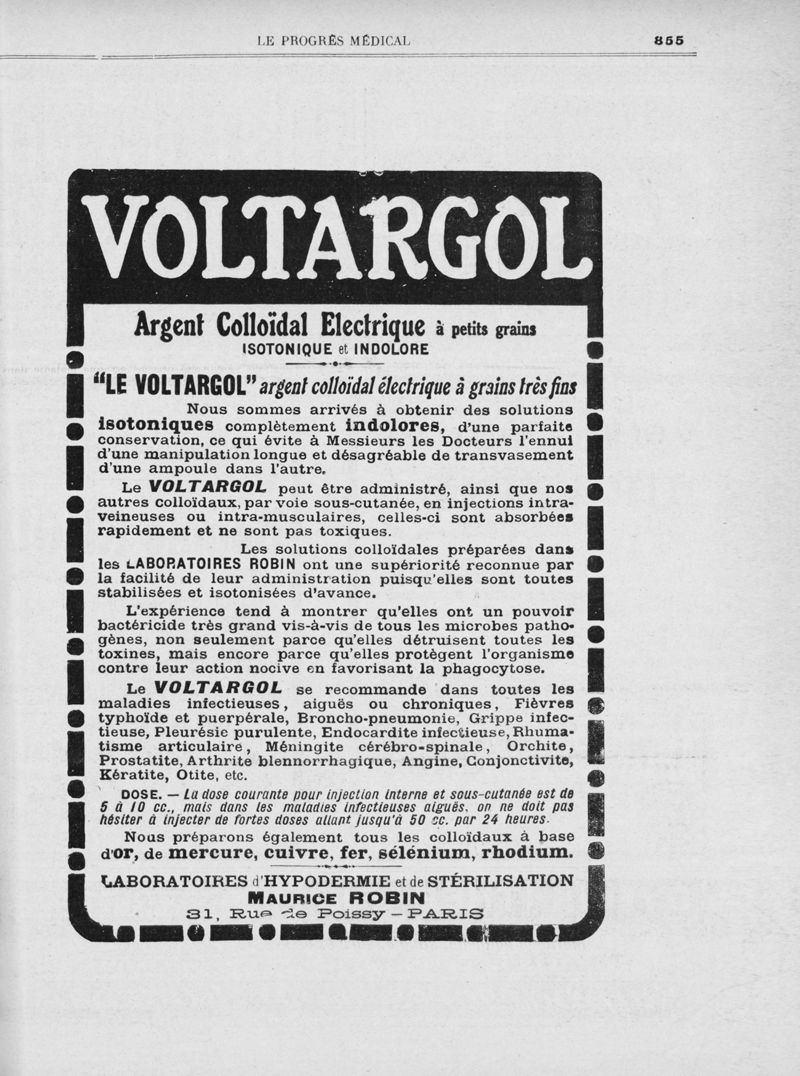 LE PROGRÈS MÉDICAL
855
VOLTARGOL
Argent Colloïdal Electrique à petits grains
ISOTONIQUE et INDOLORE
"LE VOLTARGOL" argent colloïdal électrique à grains très fins
Nous sommes arrivés à obtenir des solutions
isotoniques complètement indolores, d'une parfaite
conservation, ce qui évite à Messieurs les Docteurs l'ennui
d'une manipulation longue et désagréable de transvasement
d'une ampoule dans l'autre.
Le VOLTARGOL peut être administré, ainsi que nos
autres colloïdaux, par voie sous-cutanée, en injections intra-
veineuses ou intra-musculaires, celles-ci sont absorbées
rapidement et ne sont pas toxiques.
Les solutions colloïdales préparées dans
les LABORATOIRES ROBIN ont une supériorité reconnue par
la facilité de leur administration puisqu'elles sont toutes
stabilisées et isotonisées d'avance.
L'expérience tend à montrer qu'elles ont un pouvoir
bactéricide très grand vis-à-vis de tous les microbes patho-
gènes, non seulement parce qu'elles détruisent toutes les
toxines, mais encore parce qu'elles protègent l'organisme
contre leur action nocive en favorisant la phagocytose.
Le VOLTARGOL se recommande dans toutes les
maladies infectieuses, aiguës ou chroniques, Fièvres
typhoïde et puerpérale, Broncho-pneumonie, Grippe infec-
tieuse, Pleurésie purulente, Endocardite infectieuse, Rhuma-
tisme articulaire, Méningite cérébro-spinale, Orchite,
Prostatite, Arthrite blennorrhagique, Angine, Conjonctivite,
Kératite, Otite, etc.
DOSE. — La dose courante pour injection interne et sous-cutanée est de
5 à 10 cc., mais dans les maladies infectieuses aiguës, on ne doit pas
hésiter à injecter de fortes doses allant jusqu'à 50 cc. par 24 heures.
Nous préparons également tous les colloïdaux à base
d'or, de mercure, cuivre, fer, sélénium, rhodium.
LABORATOIRES d'HYPODERMIE et de STÉRILISATION
MAURICE ROBIN
31, Rue de Poissy — PARIS